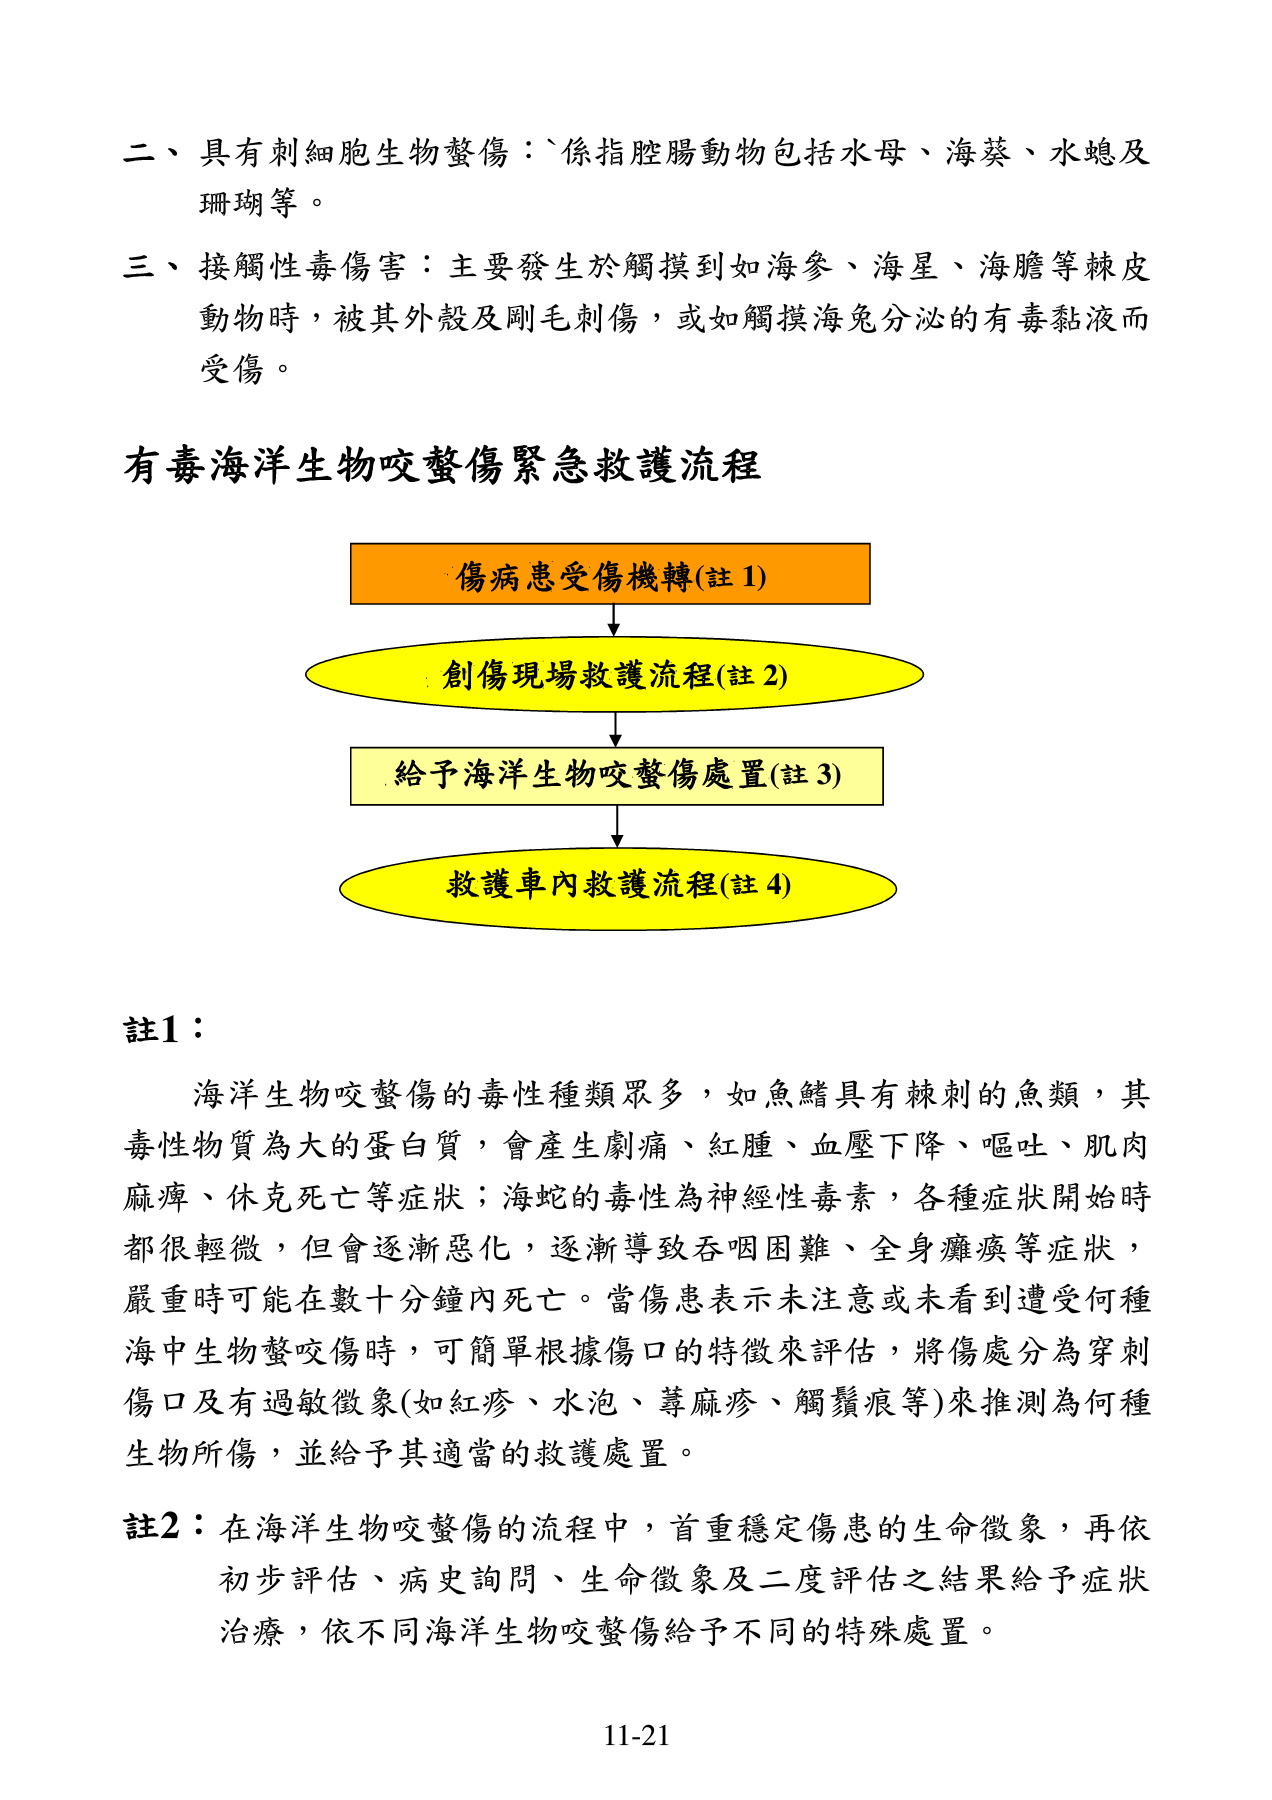 二、 具有刺細胞生物螫傷：`係指腔腸動物包括水母、海葵、水螅及
珊瑚等。
三、 接觸性毒傷害：主要發生於觸摸到如海參、海星、海膽等棘皮
動物時，被其外殼及剛毛刺傷，或如觸摸海兔分泌的有毒黏液而
受傷。
有毒海洋生物咬螫傷緊急救護流程
傷病患受傷機轉(註 1)
創傷現場救護流程(註 2)
給予海洋生物咬螫傷處置(註 3)
救護車內救護流程(註 4)
註1：
海洋生物咬螫傷的毒性種類眾多，如魚鰭具有棘刺的魚類，其
毒性物質為大的蛋白質，會產生劇痛、紅腫、血壓下降、嘔吐、肌肉
麻痺、休克死亡等症狀；海蛇的毒性為神經性毒素，各種症狀開始時
都很輕微，但會逐漸惡化，逐漸導致吞咽困難、全身癱瘓等症狀，
嚴重時可能在數十分鐘內死亡。當傷患表示未注意或未看到遭受何種
海中生物螫咬傷時，可簡單根據傷口的特徵來評估，將傷處分為穿刺
傷口及有過敏徵象(如紅疹、水泡、蕁麻疹、觸鬚痕等)來推測為何種
生物所傷，並給予其適當的救護處置。
註2：在海洋生物咬螫傷的流程中，首重穩定傷患的生命徵象，再依
初步評估、病史詢問、生命徵象及二度評估之結果給予症狀
治療，依不同海洋生物咬螫傷給予不同的特殊處置。
11-21